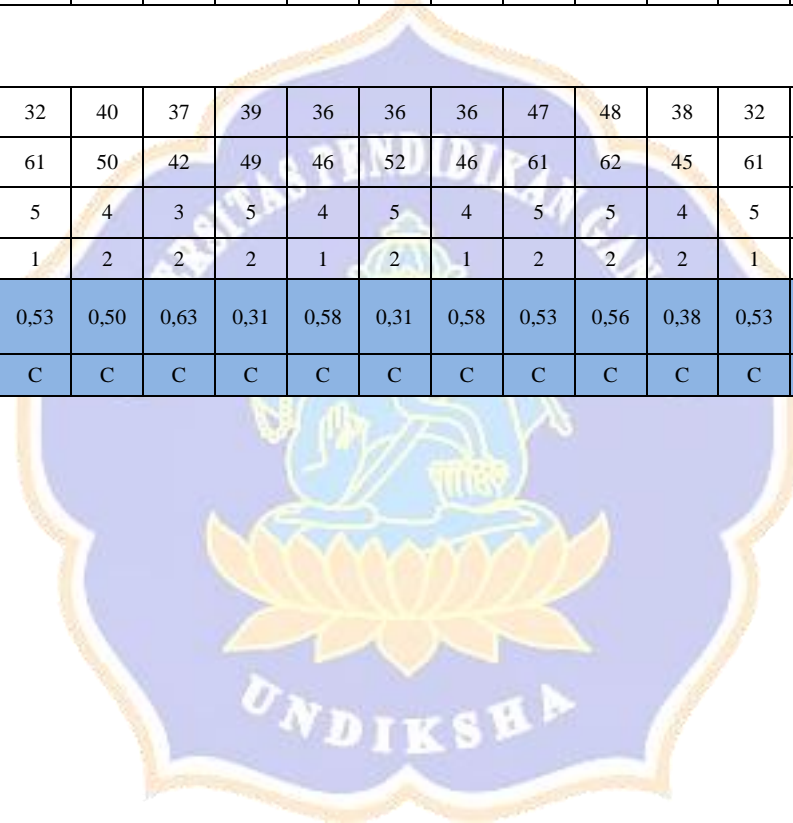 32 40 37 39 36 36 36 47 48 38 32
61 50 42 49 46 52 46 61 62 45 61
5 4 3 5 4 5 4 5 5 4 5
1 2 2 2 1 2 1 2 2 2 1
0,53 0,50 0,63 0,31 0,58 0,31 0,58 0,53 0,56 0,38 0,53
C C C C C C C C C C C
PENDIDIKAN
UNDIKSHA